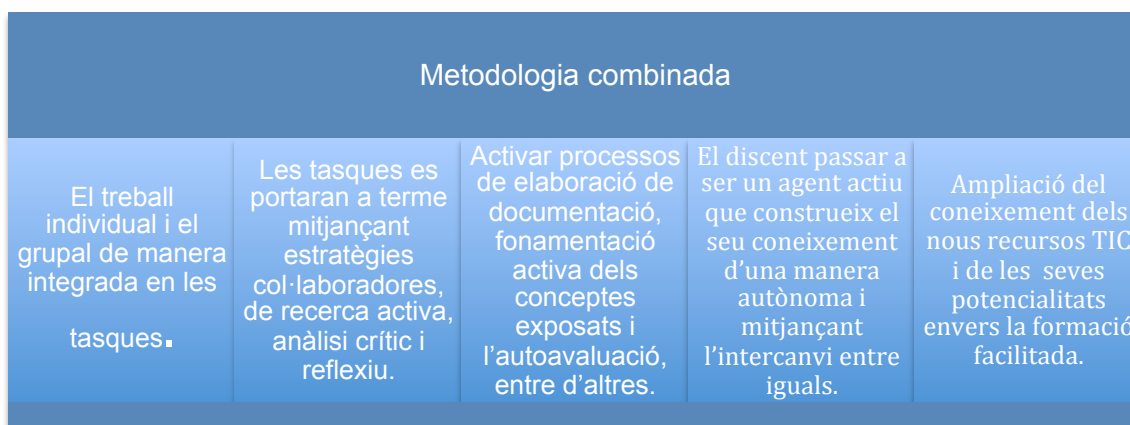 Metodologia combinada
El treball
individual i el
grupal de manera
integrada en les
tasques.
Les tasques es
portaran a terme
mitjançant
estratègies
col·laboradores,
de recerca activa,
anàlisi crític i
reflexiu.
Activar processos
de elaboració de
documentació,
fonamentació
activa dels
conceptes
exposats i
l’autoavaluació,
entre d’altres.
El discent passar a
ser un agent actiu
que construeix el
seu coneixement
d’una manera
autònoma i
mitjançant
l’intercanvi entre
iguals.
Ampliació del
coneixement dels
nous recursos TIC
i de les  seves
potencialitats
envers la formació
facilitada.